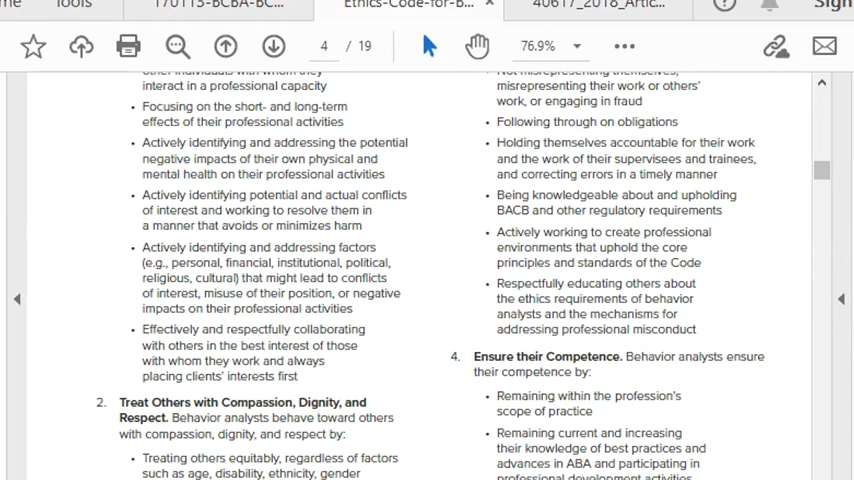 Tools
170113-BCBA-BC...
Ethics-Code-for-B...
×
40617_2018_Artic...
Sign
4 / 19
76.9%
other individuals with whom they
interact in a professional capacity
• Focusing on the short- and long-term
effects of their professional activities
• Actively identifying and addressing the potential
negative impacts of their own physical and
mental health on their professional activities
• Actively identifying potential and actual conflicts
of interest and working to resolve them in
a manner that avoids or minimizes harm
• Actively identifying and addressing factors
(e.g., personal, financial, institutional, political,
religious, cultural) that might lead to conflicts
of interest, misuse of their position, or negative
impacts on their professional activities
• Effectively and respectfully collaborating
with others in the best interest of those
with whom they work and always
placing clients' interests first
2. Treat Others with Compassion, Dignity, and
Respect. Behavior analysts behave toward others
with compassion, dignity, and respect by:
• Treating others equitably, regardless of factors
such as age, disability, ethnicity, gender
• Not misrepresenting themselves,
misrepresenting their work or others'
work, or engaging in fraud
• Following through on obligations
• Holding themselves accountable for their work
and the work of their supervisees and trainees,
and correcting errors in a timely manner
• Being knowledgeable about and upholding
BACB and other regulatory requirements
• Actively working to create professional
environments that uphold the core
principles and standards of the Code
• Respectfully educating others about
the ethics requirements of behavior
analysts and the mechanisms for
addressing professional misconduct
4. Ensure their Competence. Behavior analysts ensure
their competence by:
• Remaining within the profession's
scope of practice
• Remaining current and increasing
their knowledge of best practices and
advances in ABA and participating in
professional development activities